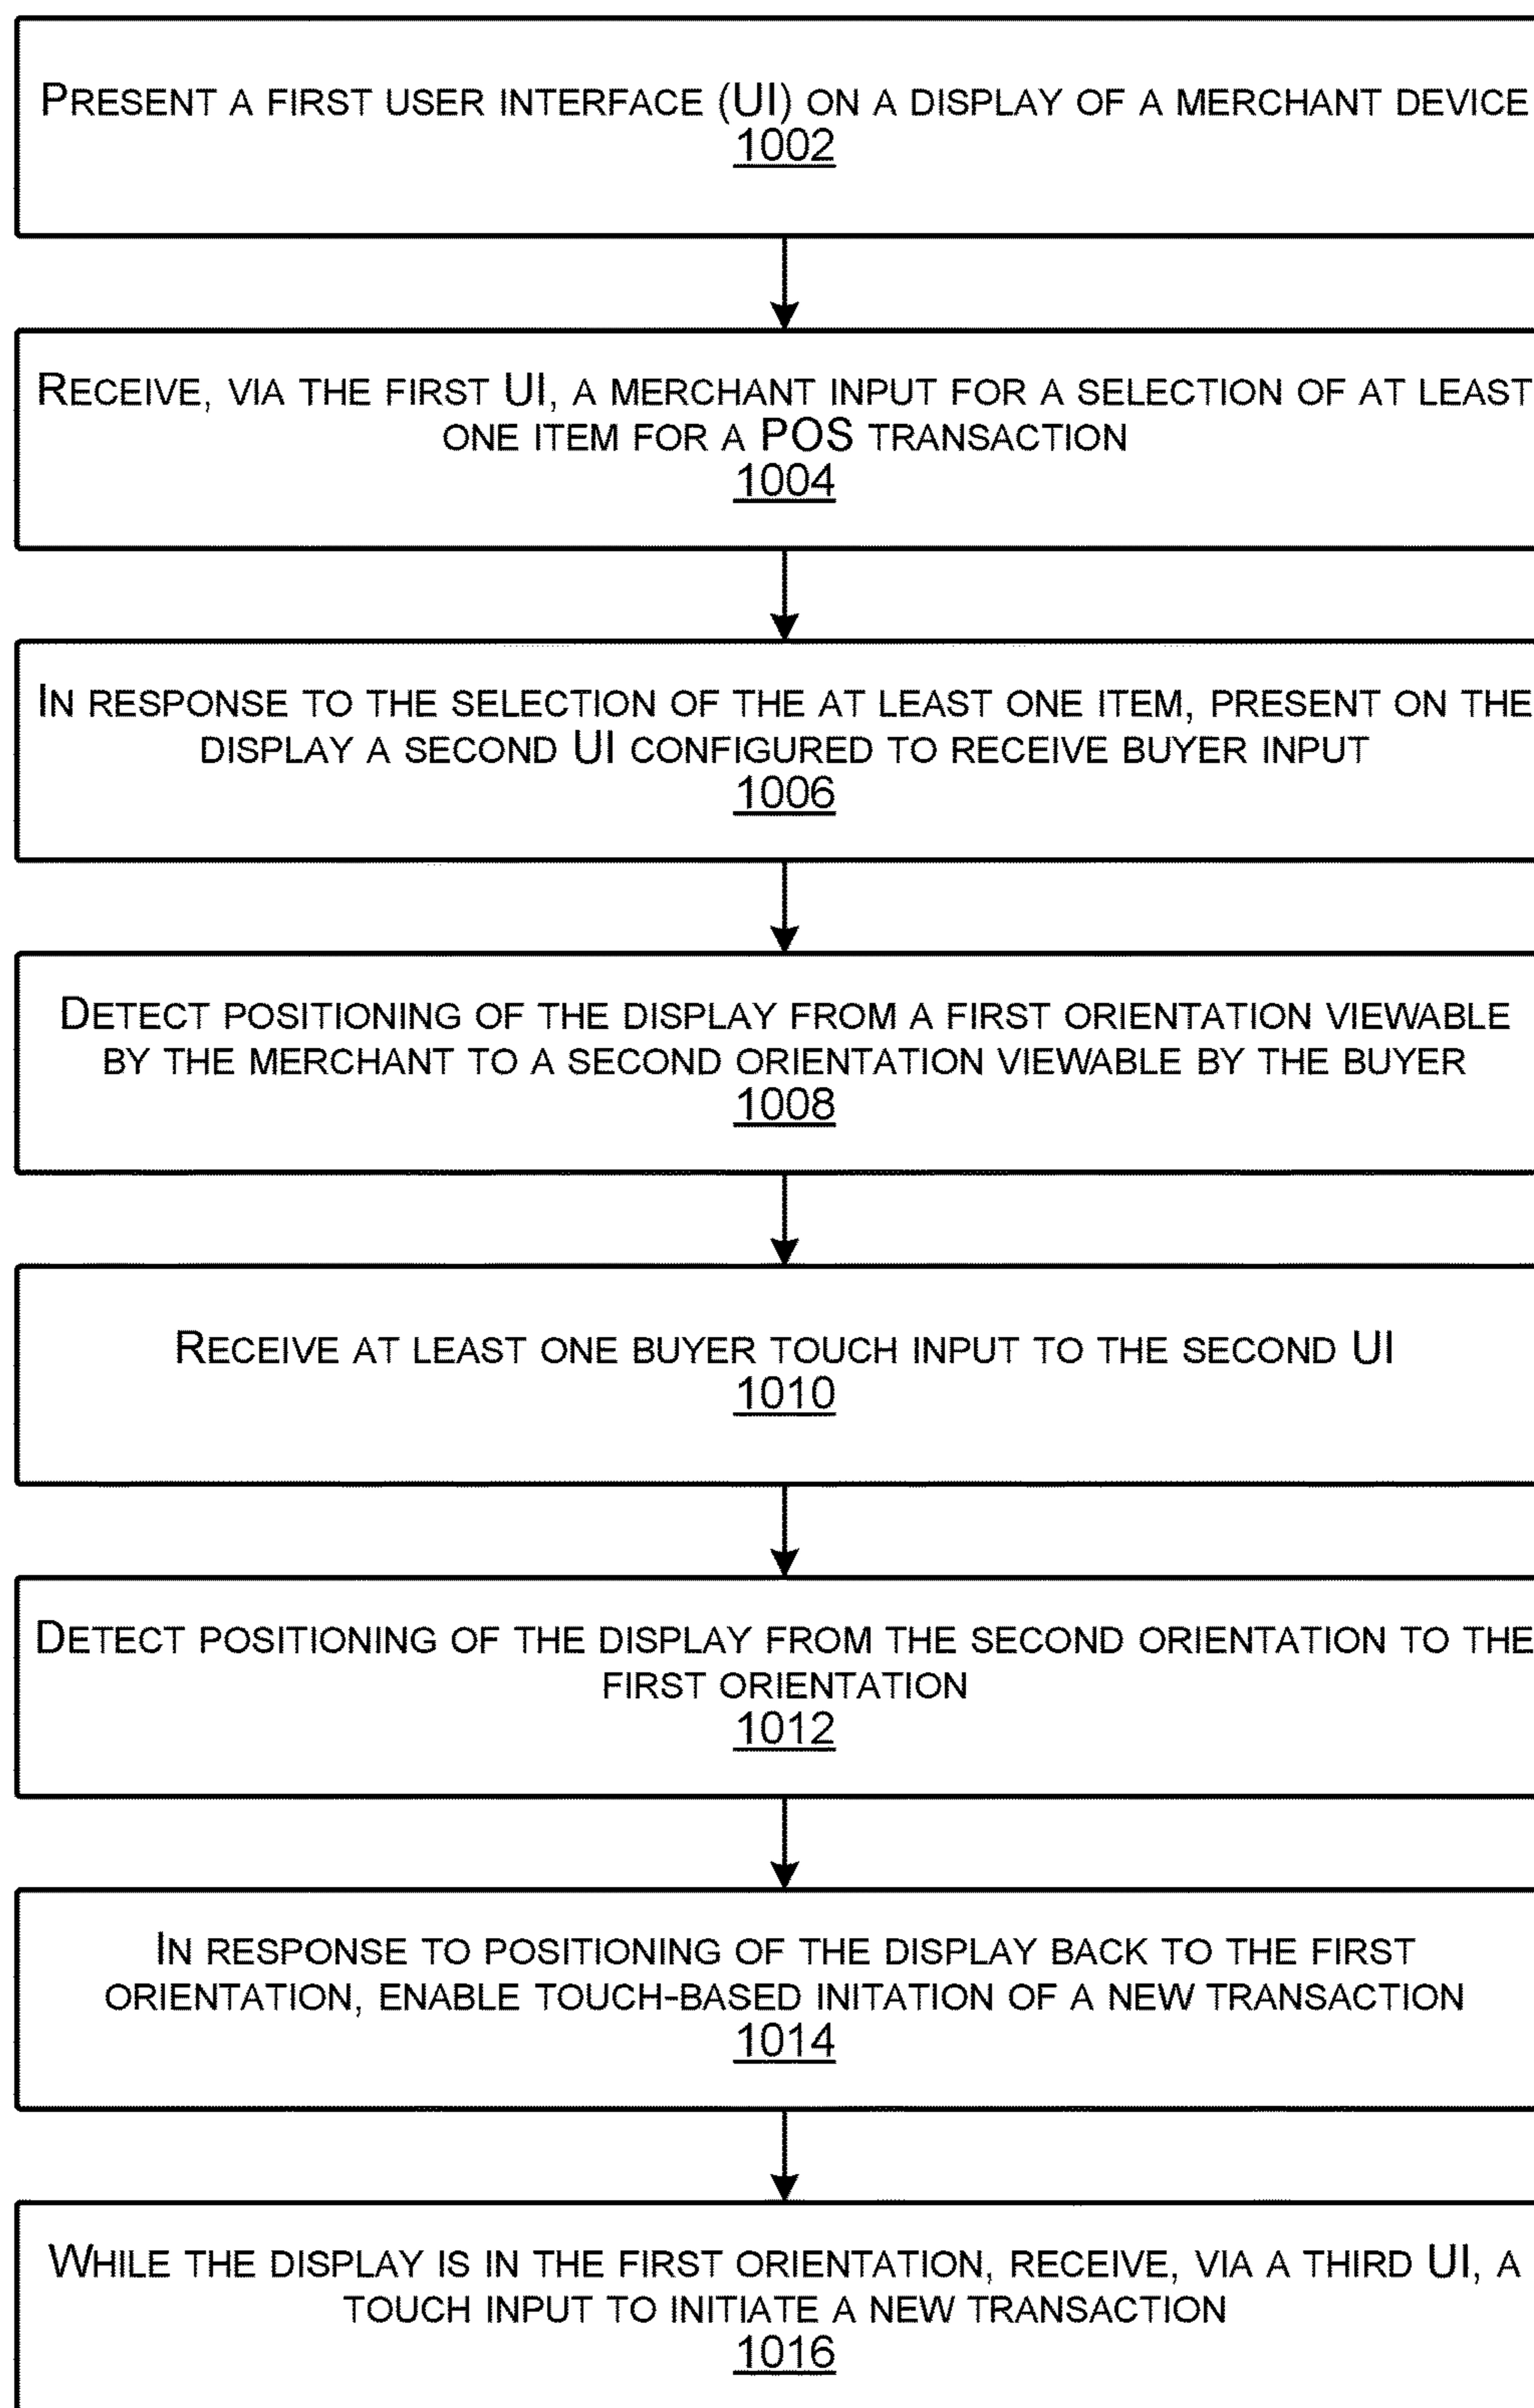 PRESENT A FIRST USER INTERFACE (UI) ON A DISPLAY OF A MERCHANT DEVICE
1002
RECEIVE, VIA THE FIRST UI, A MERCHANT INPUT FOR A SELECTION OF AT LEAST
ONE ITEM FOR A POS TRANSACTION
1004
IN RESPONSE TO THE SELECTION OF THE AT LEAST ONE ITEM, PRESENT ON THE
DISPLAY A SECOND UI CONFIGURED TO RECEIVE BUYER INPUT
1006
DETECT POSITIONING OF THE DISPLAY FROM A FIRST ORIENTATION VIEWABLE
BY THE MERCHANT TO A SECOND ORIENTATION VIEWABLE BY THE BUYER
1008
RECEIVE AT LEAST ONE BUYER TOUCH INPUT TO THE SECOND UI
1010
DETECT POSITIONING OF THE DISPLAY FROM THE SECOND ORIENTATION TO THE
FIRST ORIENTATION
1012
IN RESPONSE TO POSITIONING OF THE DISPLAY BACK TO THE FIRST
ORIENTATION, ENABLE TOUCH-BASED INITATION OF A NEW TRANSACTION
1014
WHILE THE DISPLAY IS IN THE FIRST ORIENTATION, RECEIVE, VIA A THIRD UI, A
TOUCH INPUT TO INITIATE A NEW TRANSACTION
1016